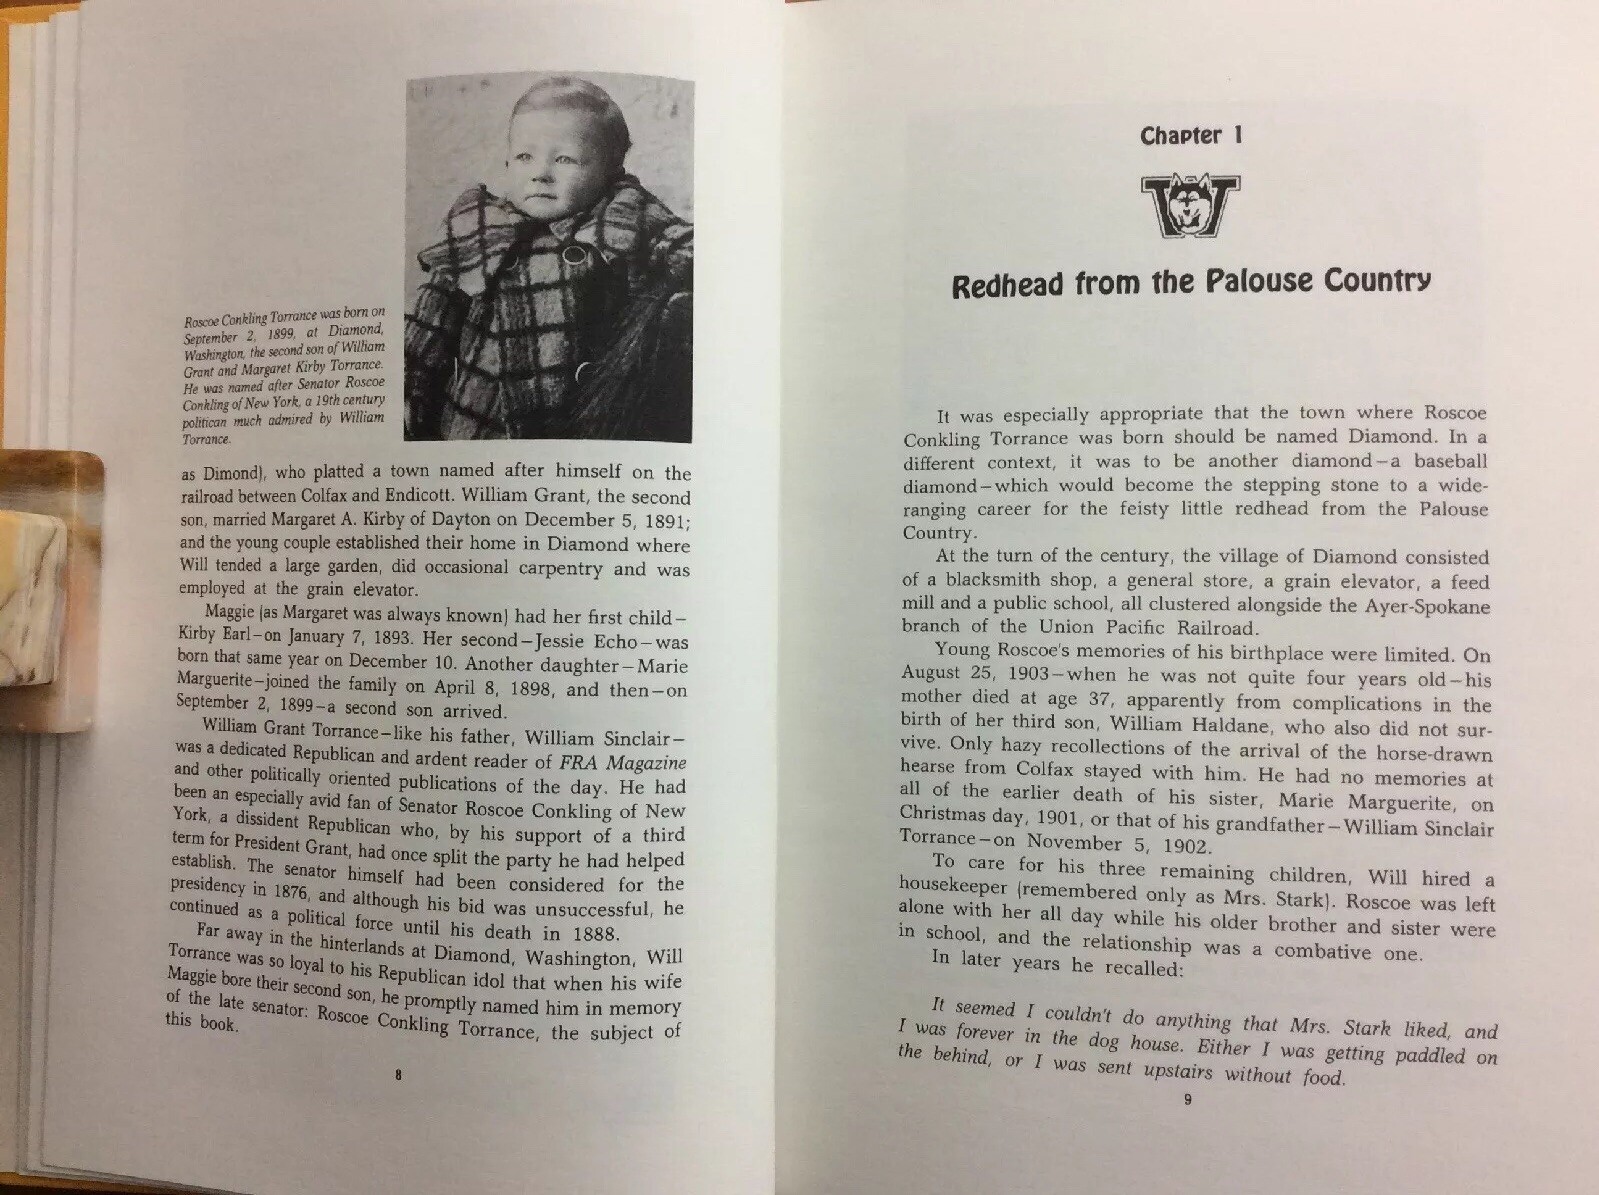 Roscoe Conkling Torrance was born on
September 2, 1899, at Diamond,
Washington, the second son of William
Grant and Margaret Kirby Torrance.
He was named after Senator Roscoe
Conkling of New York, a 19th century
politican much admired by William
Torrance.
as Dimond), who platted a town named after himself on the
railroad between Colfax and Endicott. William Grant, the second
son, married Margaret A. Kirby of Dayton on December 5, 1891;
and the young couple established their home in Diamond where
Will tended a large garden, did occasional carpentry and was
employed at the grain elevator.
Maggie (as Margaret was always known) had her first child—
Kirby Earl—on January 7, 1893. Her second—Jessie Echo—was
born that same year on December 10. Another daughter—Marie
Marguerite—joined the family on April 8, 1898, and then—on
September 2, 1899—a second son arrived.
William Grant Torrance—like his father, William Sinclair—
was a dedicated Republican and ardent reader of FRA Magazine
and other politically oriented publications of the day. He had
been an especially avid fan of Senator Roscoe Conkling of New
York, a dissident Republican who, by his support of a third
term for President Grant, had once split the party he had helped
establish. The senator himself had been considered for the
presidency in 1876, and although his bid was unsuccessful, he
continued as a political force until his death in 1888.
Far away in the hinterlands at Diamond, Washington, Will
Torrance was so loyal to his Republican idol that when his wife
Maggie bore their second son, he promptly named him in memory
of the late senator: Roscoe Conkling Torrance, the subject of
this book.
8
Chapter 1
W
Redhead from the Palouse Country
It was especially appropriate that the town where Roscoe
Conkling Torrance was born should be named Diamond. In a
different context, it was to be another diamond—a baseball
diamond—which would become the stepping stone to a wide-
ranging career for the feisty little redhead from the Palouse
Country.
At the turn of the century, the village of Diamond consisted
of a blacksmith shop, a general store, a grain elevator, a feed
mill and a public school, all clustered alongside the Ayer-Spokane
branch of the Union Pacific Railroad.
Young Roscoe's memories of his birthplace were limited. On
August 25, 1903—when he was not quite four years old—his
mother died at age 37, apparently from complications in the
birth of her third son, William Haldane, who also did not sur-
vive. Only hazy recollections of the arrival of the horse-drawn
hearse from Colfax stayed with him. He had no memories at
all of the earlier death of his sister, Marie Marguerite, on
Christmas day, 1901, or that of his grandfather—William Sinclair
Torrance—on November 5, 1902.
To care for his three remaining children, Will hired a
housekeeper (remembered only as Mrs. Stark). Roscoe was left
alone with her all day while his older brother and sister were
in school, and the relationship was a combative one.
In later years he recalled:
It seemed I couldn't do anything that Mrs. Stark liked, and
I was forever in the dog house. Either I was getting paddled on
the behind, or I was sent upstairs without food.
9